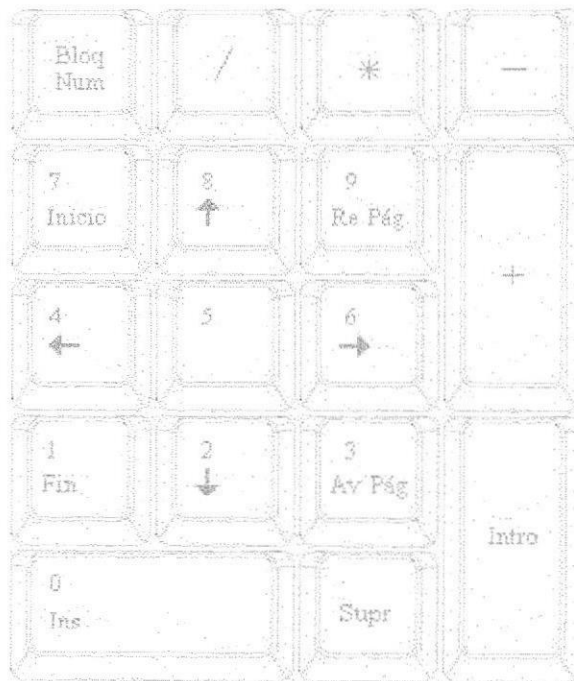 Bloq
Num
/
*
−
7
Inicio
8
↑
9
Re Pág
+
4
←
5
6
→
1
Fin
2
↓
3
Av Pág
Intro
0
Ins
Supr